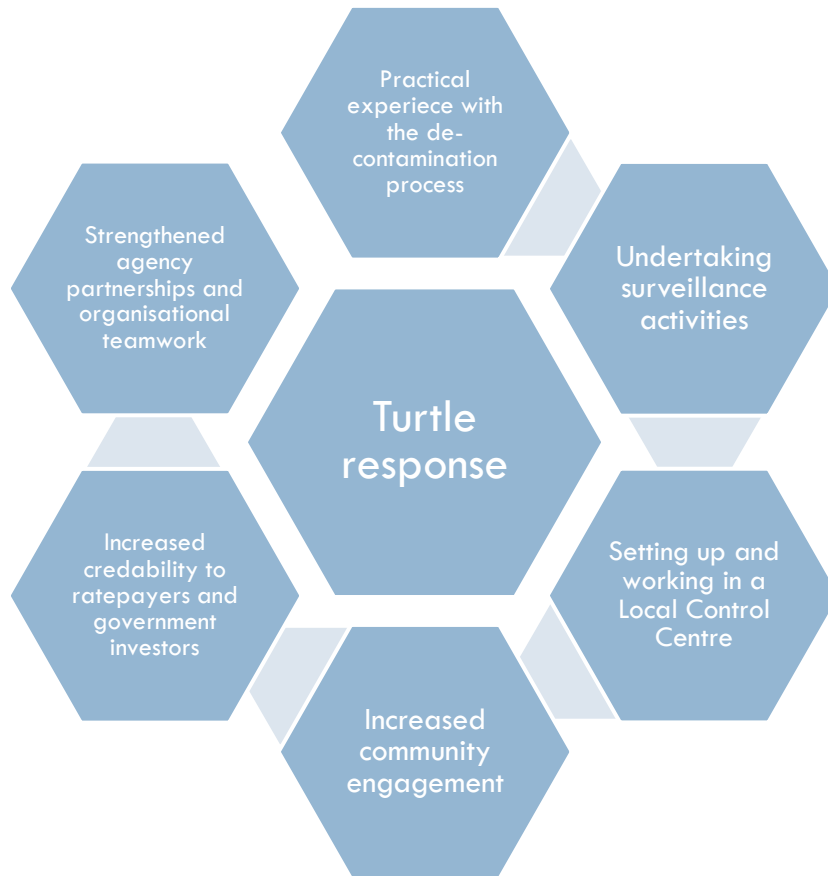 Practical
experiece with
the de-
contamination
process
Strengthened
agency
partnerships and
organisational
teamwork
Undertaking
surveillance
activities
Turtle
response
Increased
credability to
ratepayers and
government
investors
Setting up and
working in a
Local Control
Centre
Increased
community
engagement